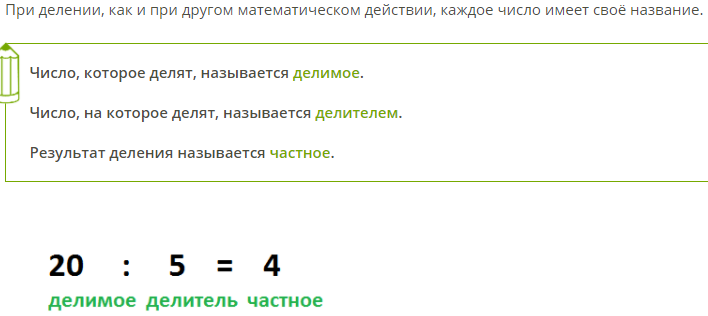 При делении, как и при другом математическом действии, каждое число имеет своё название.
Число, которое делят, называется делимое.
Число, на которое делят, называется делителем.
Результат деления называется частное.
20 : 5 = 4
делимое делитель частное